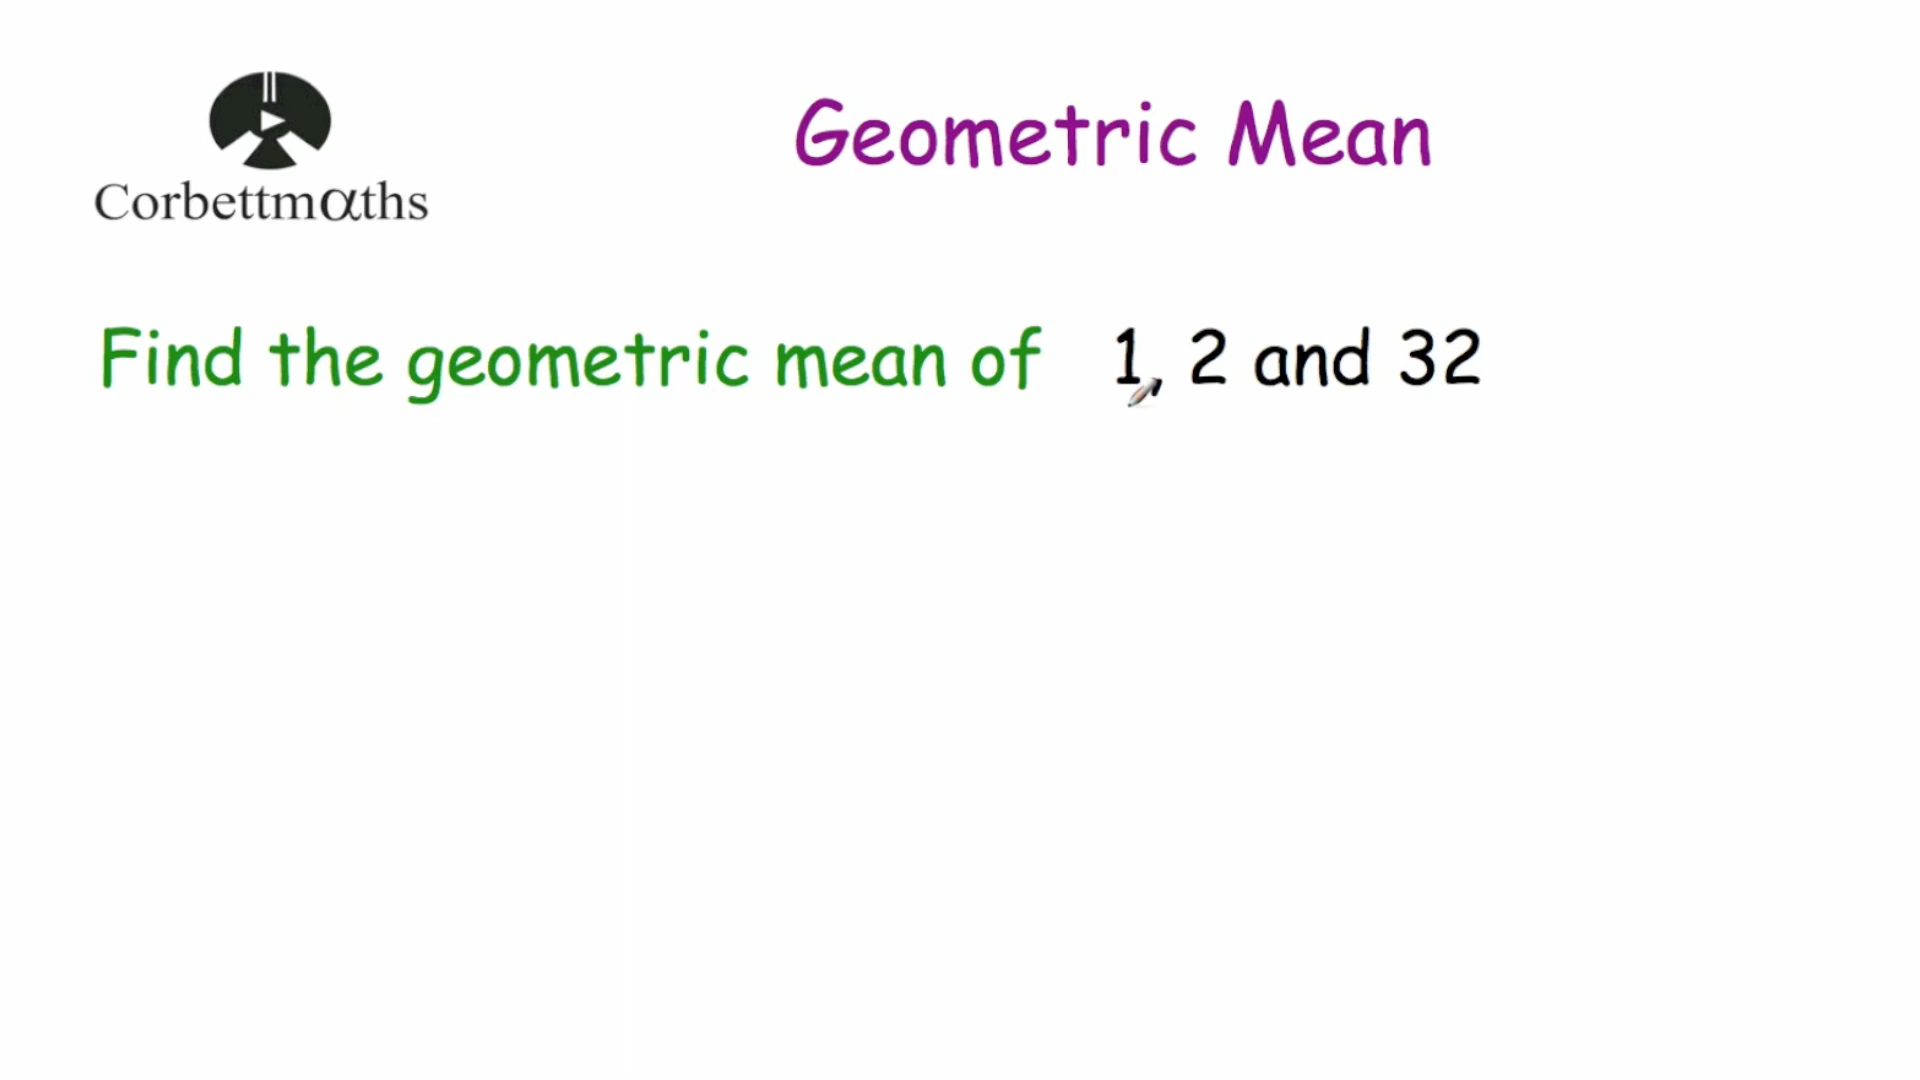 Corbettmαths
Geometric Mean
Find the geometric mean of 1, 2 and 32